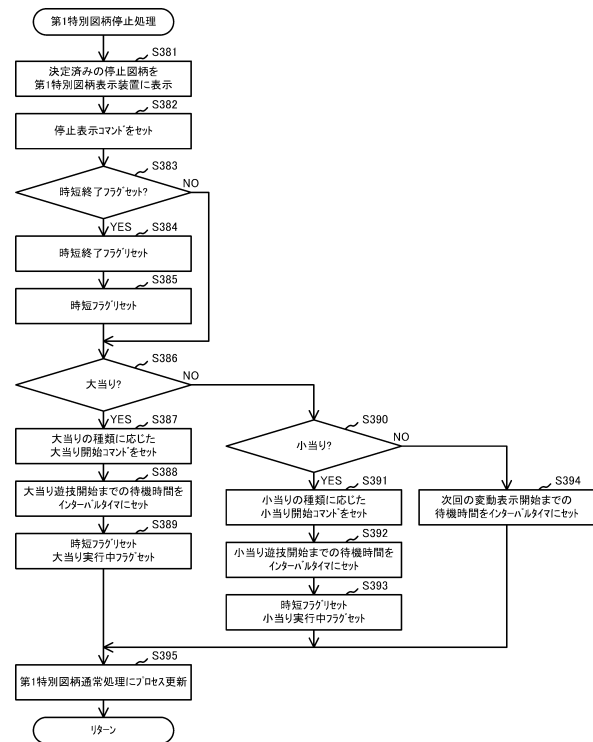 第1特別図柄停止処理
S381
決定済みの停止図柄を
第1特別図柄表示装置に表示
S382
停止表示コマンドをセット
S383
時短終了フラグセット?
NO
YES
S384
時短終了フラグリセット
S385
時短フラグリセット
S386
大当り?
NO
YES
S387
大当りの種類に応じた
大当り開始コマンドをセット
S388
大当り遊技開始までの待機時間を
インターバルタイマにセット
S389
時短フラグリセット
大当り実行中フラグセット
S390
小当り?
NO
YES
S391
小当りの種類に応じた
小当り開始コマンドをセット
S392
小当り遊技開始までの待機時間を
インターバルタイマにセット
S393
時短フラグリセット
小当り実行中フラグセット
S394
次回の変動表示開始までの
待機時間をインターバルタイマにセット
S395
第1特別図柄通常処理にプロセス更新
リターン